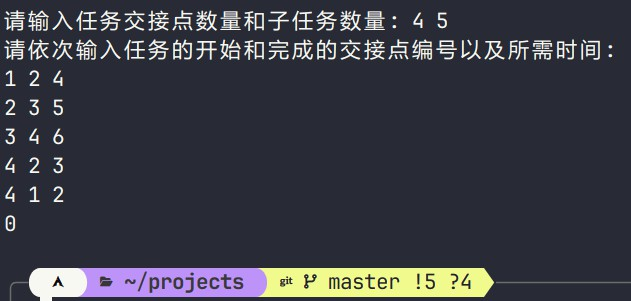 请输入任务交接点数量和子任务数量: 4 5
请依次输入任务的开始和完成的交接点编号以及所需时间:
1 2 4
2 3 5
3 4 6
4 2 3
4 1 2
0
~/projects git master !5 ?4